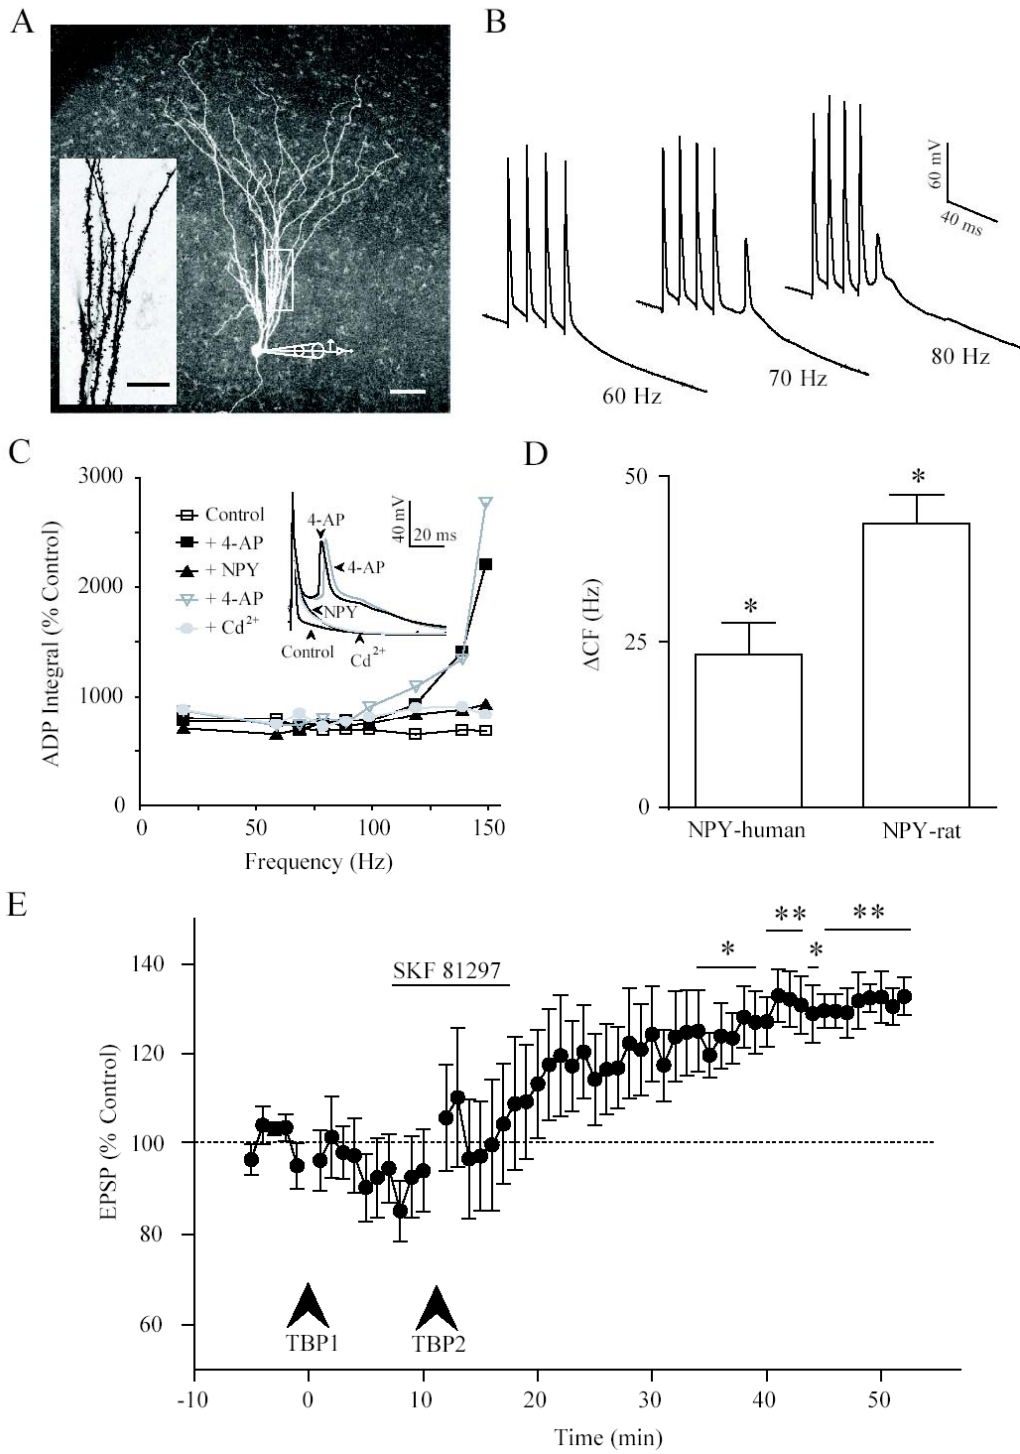 A
B
60 mV
40 ms
60 Hz
70 Hz
80 Hz
C
ADP Integral (% Control)
3000
2000
1000
0
Control
+ 4-AP
+ NPY
+ 4-AP
+ Cd2+
4-AP
4-AP
NPY
Control
Cd2+
40 mV
20 ms
0
50
100
150
Frequency (Hz)
D
ΔCF (Hz)
50
25
0
*
*
NPY-human
NPY-rat
E
EPSP (% Control)
140
120
100
80
60
SKF 81297
*
**
*
**
TBP1
TBP2
-10
0
10
20
30
40
50
Time (min)